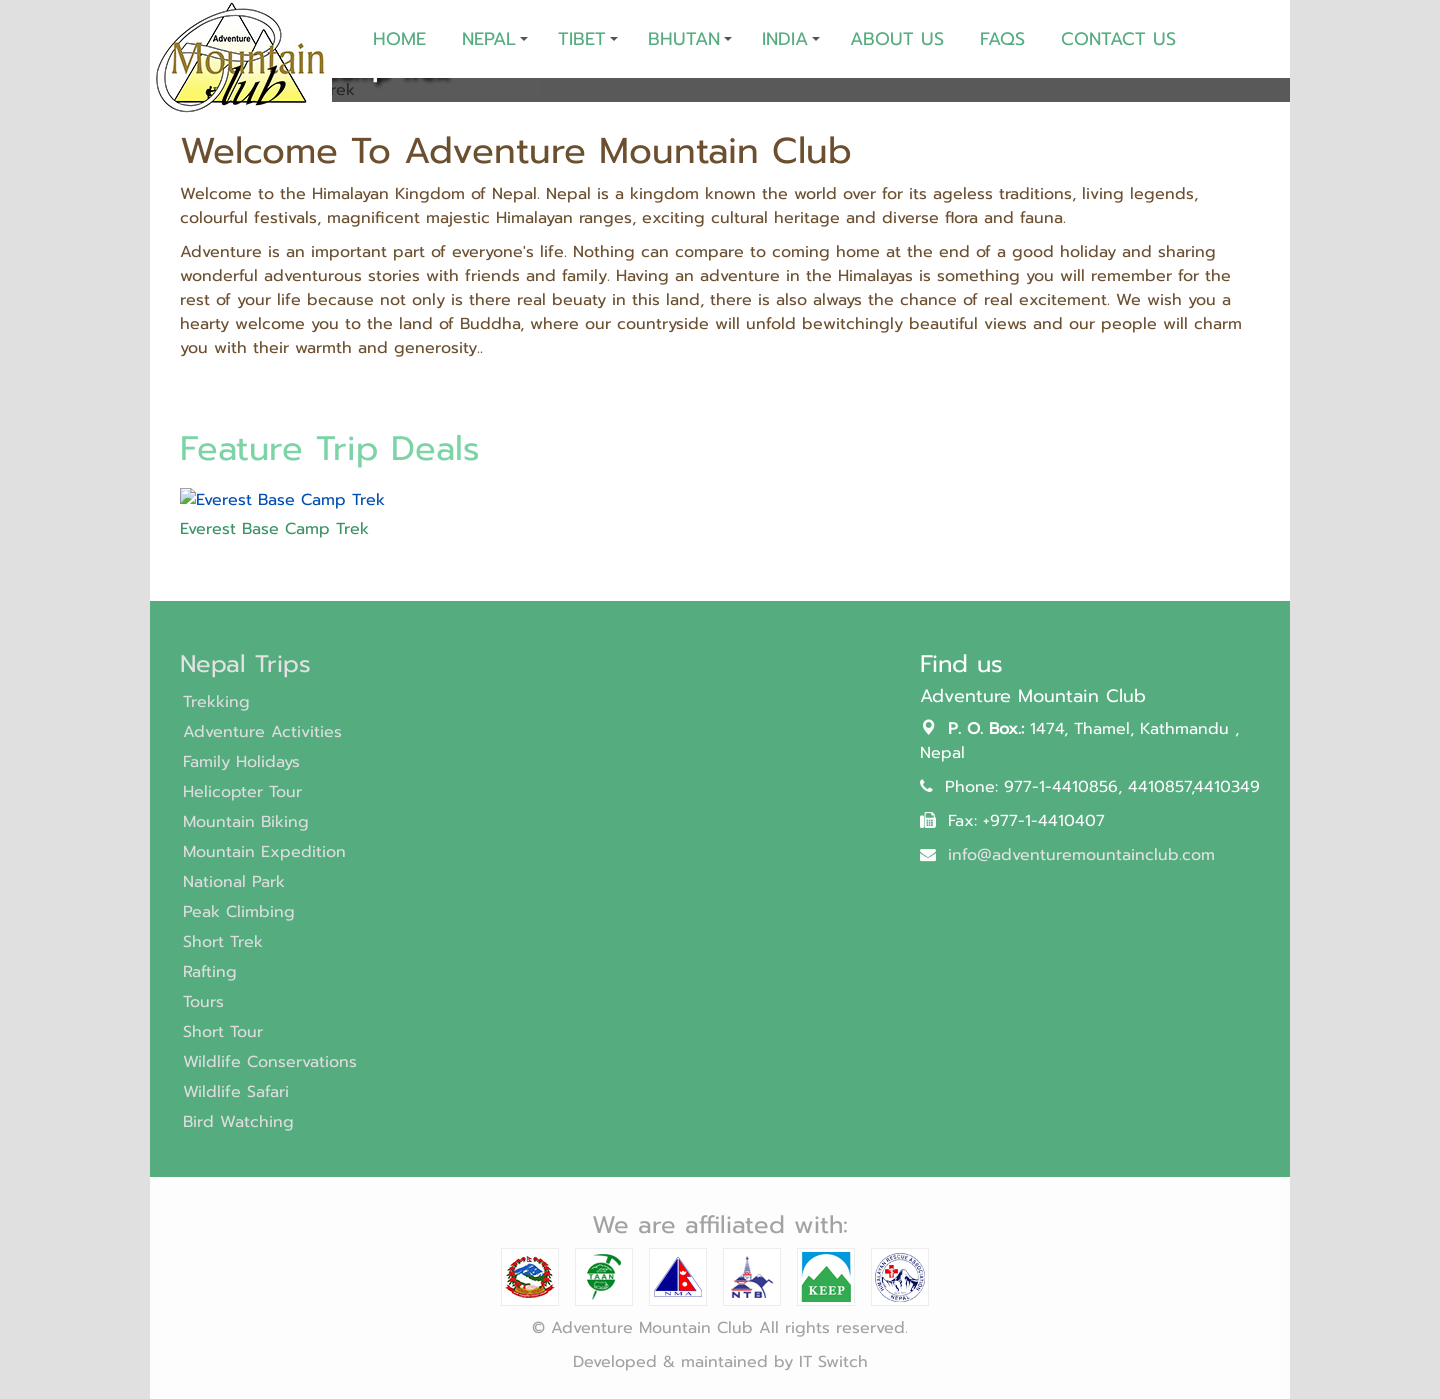 Adventure
Mountain
Club
HOME NEPAL TIBET BHUTAN INDIA ABOUT US FAQS CONTACT US
Welcome To Adventure Mountain Club
Welcome to the Himalayan Kingdom of Nepal. Nepal is a kingdom known the world over for its ageless traditions, living legends,
colourful festivals, magnificent majestic Himalayan ranges, exciting cultural heritage and diverse flora and fauna.
Adventure is an important part of everyone's life. Nothing can compare to coming home at the end of a good holiday and sharing
wonderful adventurous stories with friends and family. Having an adventure in the Himalayas is something you will remember for the
rest of your life because not only is there real beuaty in this land, there is also always the chance of real excitement. We wish you a
hearty welcome you to the land of Buddha, where our countryside will unfold bewitchingly beautiful views and our people will charm
you with their warmth and generosity..
Feature Trip Deals
Everest Base Camp Trek
Everest Base Camp Trek
Nepal Trips
Trekking
Adventure Activities
Family Holidays
Helicopter Tour
Mountain Biking
Mountain Expedition
National Park
Peak Climbing
Short Trek
Rafting
Tours
Short Tour
Wildlife Conservations
Wildlife Safari
Bird Watching
Find us
Adventure Mountain Club
P. O. Box.: 1474, Thamel, Kathmandu ,
Nepal
Phone: 977-1-4410856, 4410857,4410349
Fax: +977-1-4410407
info@adventuremountainclub.com
We are affiliated with:
TAAN
NMA
NTB
KEEP
HIMALAYAN RESCUE ASSOCIATION
NEPAL
© Adventure Mountain Club All rights reserved.
Developed & maintained by IT Switch